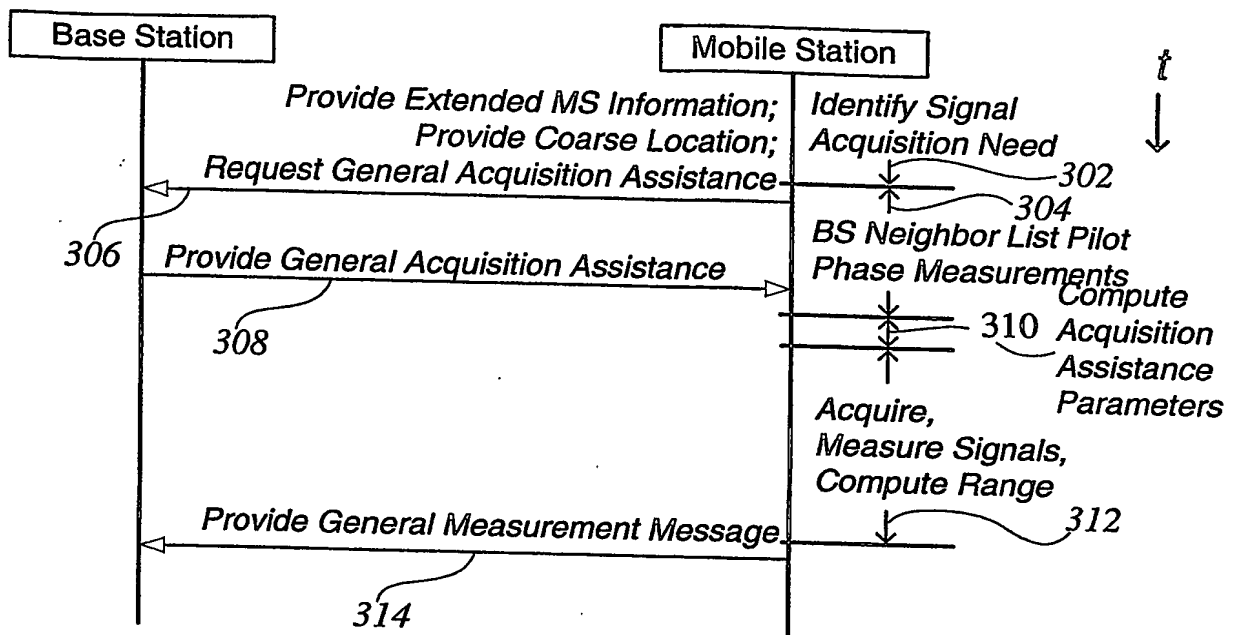 Base Station
Mobile Station
t
Provide Extended MS Information;
Provide Coarse Location;
Request General Acquisition Assistance
Identify Signal
Acquisition Need
302
304
306
BS Neighbor List Pilot
Phase Measurements
Provide General Acquisition Assistance
308
310
Compute
Acquisition
Assistance
Parameters
Acquire,
Measure Signals,
Compute Range
312
Provide General Measurement Message
314